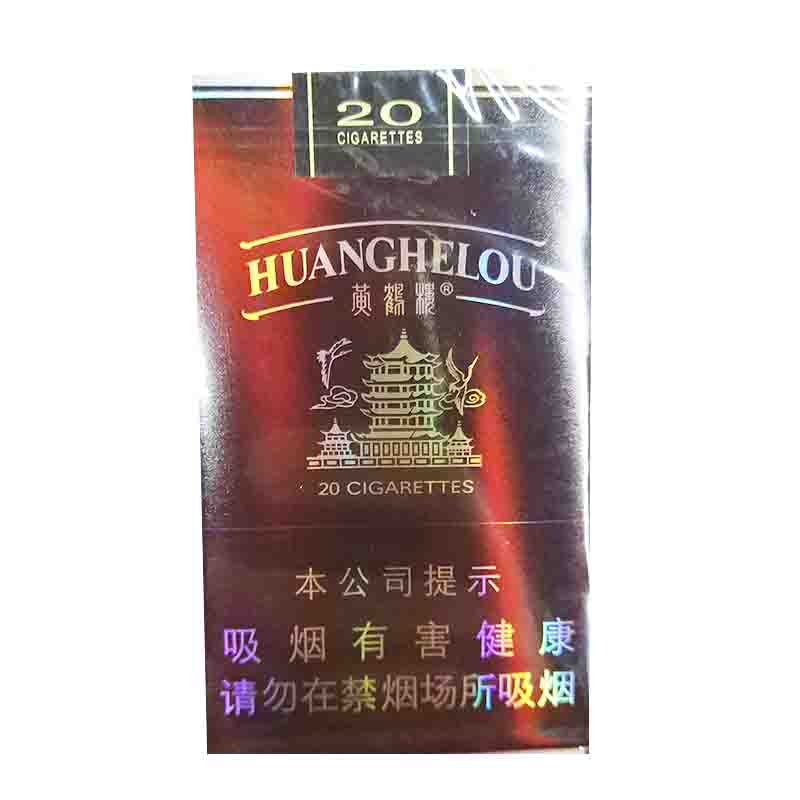 20
CIGARETTES
HUANGHELOU
黄鹤楼®
20 CIGARETTES
本公司提示
吸烟有害健康
请勿在禁烟场所吸烟